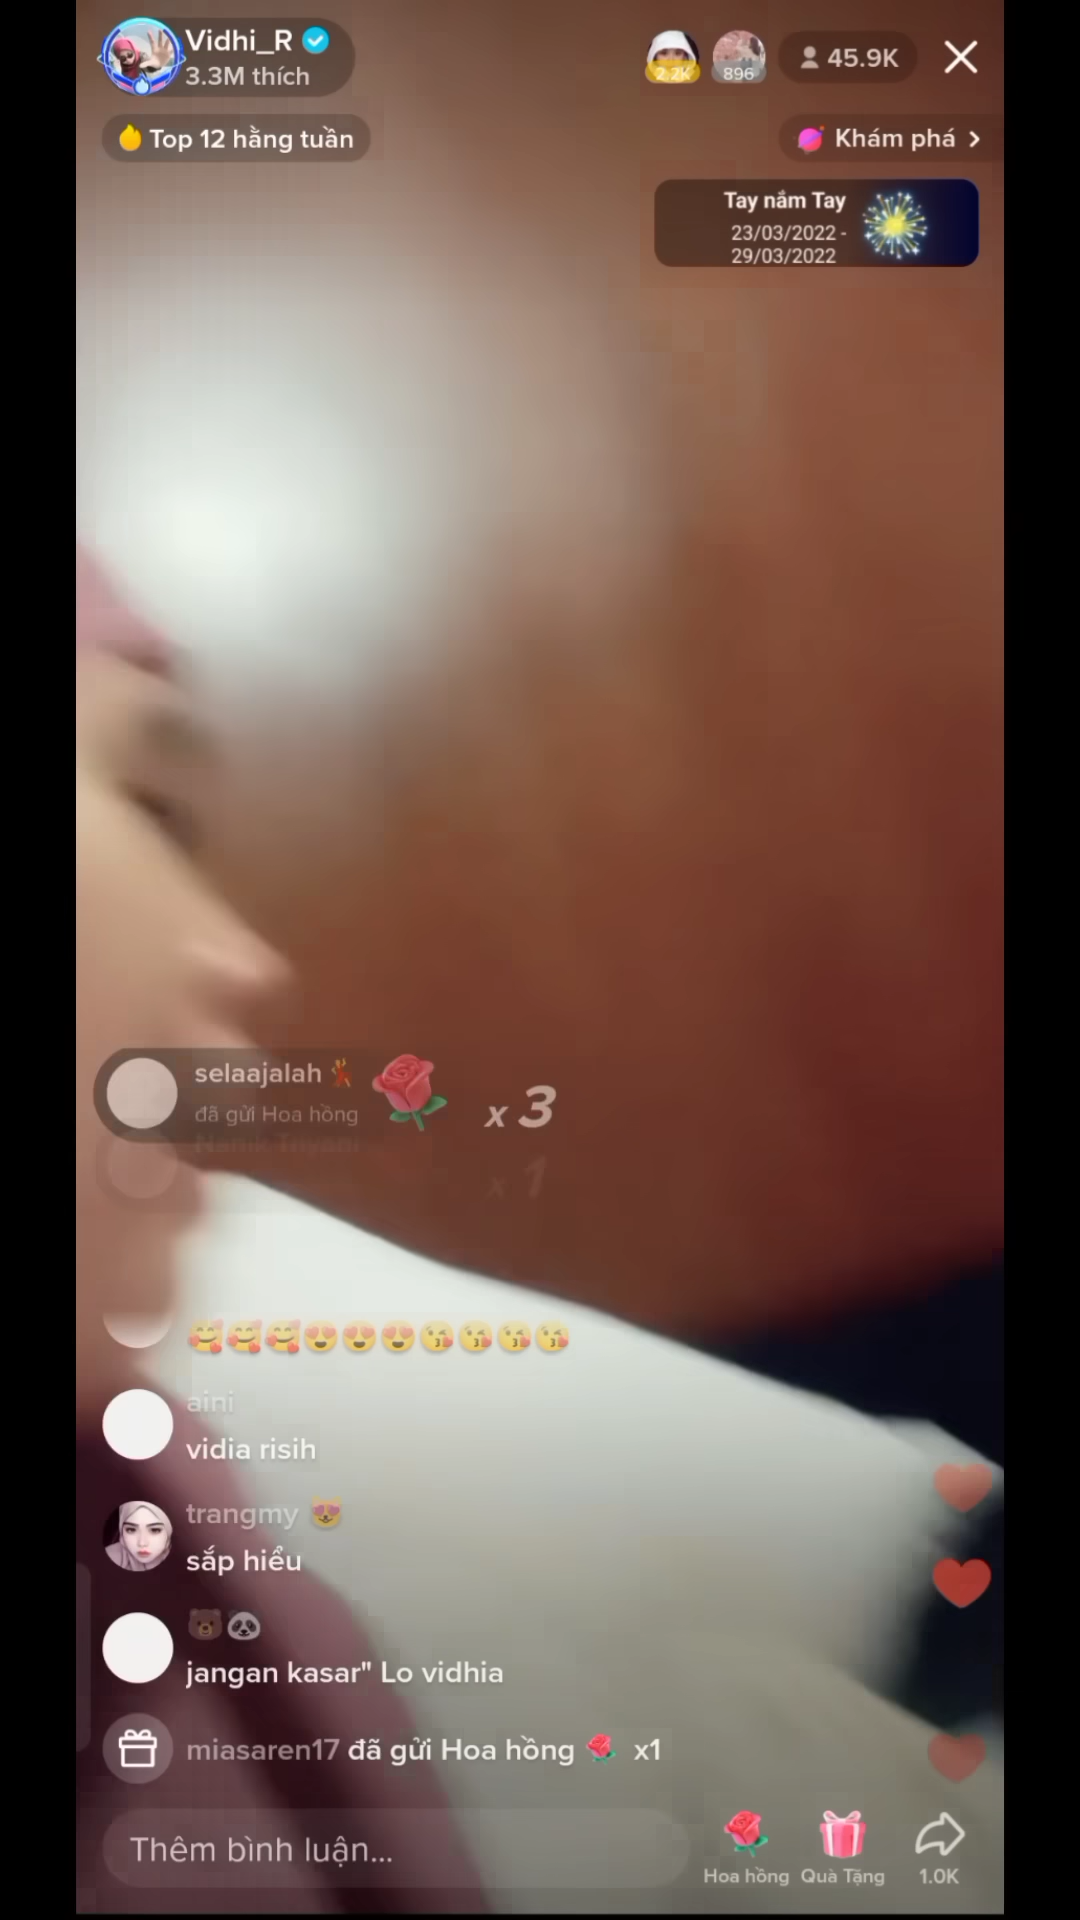 Vidhi_R
3.3M thích
2.2K
896
45.9K
Top 12 hằng tuần
Khám phá
Tay nắm Tay
23/03/2022 -
29/03/2022
selaajalah
đã gửi Hoa hồng
x 3
x 1
aini
vidia risih
trangmy
sắp hiểu
jangan kasar" Lo vidhia
miasaren17 đã gửi Hoa hồng x1
Thêm bình luận...
Hoa hồng
Quà Tặng
1.0K